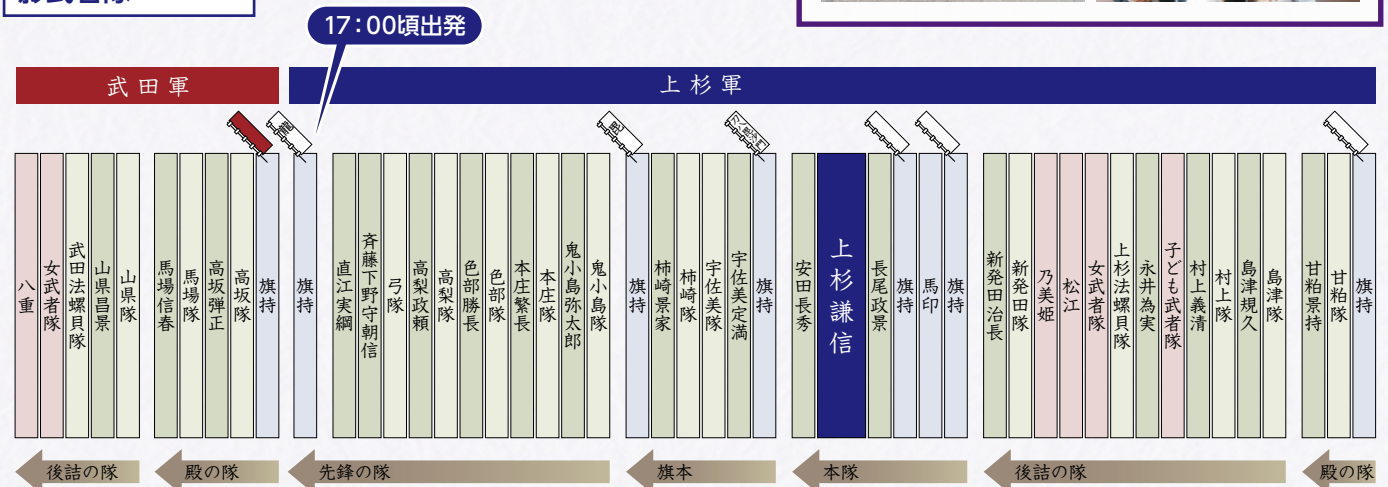 17:00頃出発
武田軍
上杉軍
龍
毘
八重
女武者隊
武田法螺貝隊
山県昌景
山県隊
馬場信春
馬場隊
高坂弾正
高坂隊
旗持
旗持
直江実綱
斉藤下野守朝信
弓隊
高梨政頼
高梨隊
色部勝長
色部隊
本庄繁長
本庄隊
鬼小島弥太郎
鬼小島隊
旗持
柿崎景家
柿崎隊
宇佐美隊
宇佐美定満
旗持
安田長秀
上杉謙信
長尾政景
旗持
馬印
旗持
新発田治長
新発田隊
乃美姫
松江
女武者隊
上杉法螺貝隊
永井為実
子ども武者隊
村上義清
村上隊
島津規久
島津隊
甘粕景持
甘粕隊
旗持
後詰の隊
殿の隊
先鋒の隊
旗本
本隊
後詰の隊
殿の隊